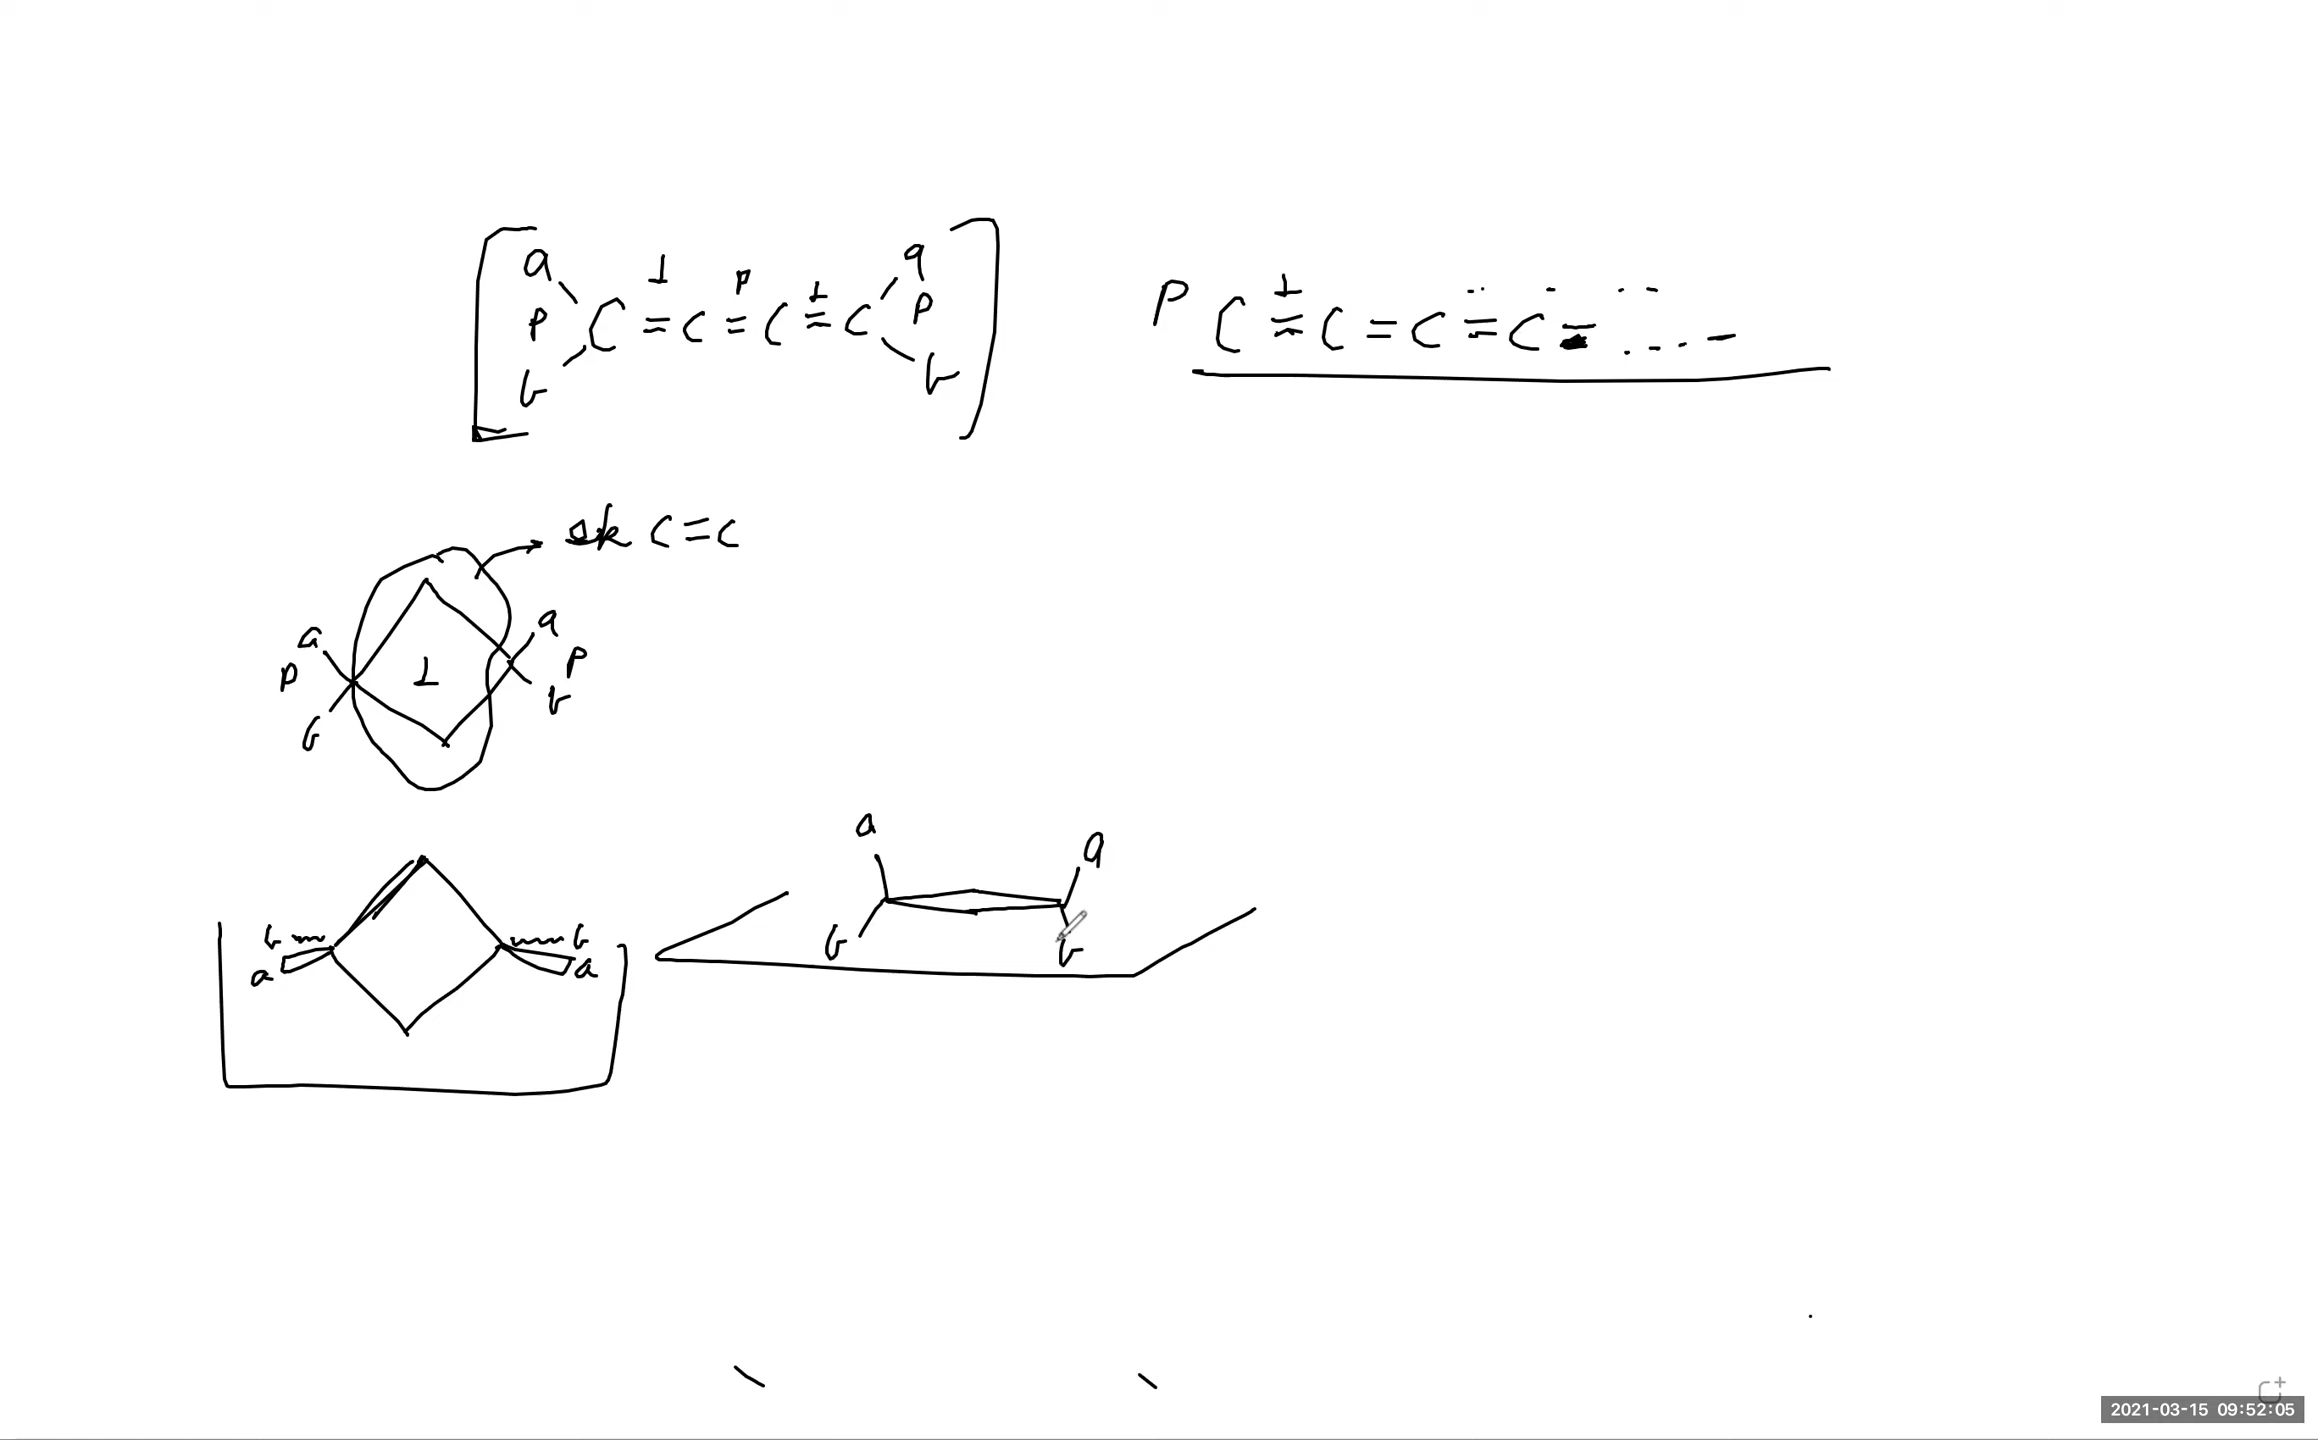 a a
P ⊥ P ⊥ P
C = C = C = C
b b
P ⊥
C = C = C = C = ... -
C = C
a a
P ⊥ P
b b
a a
b b
b b
a a
2021-03-15 09:52:05